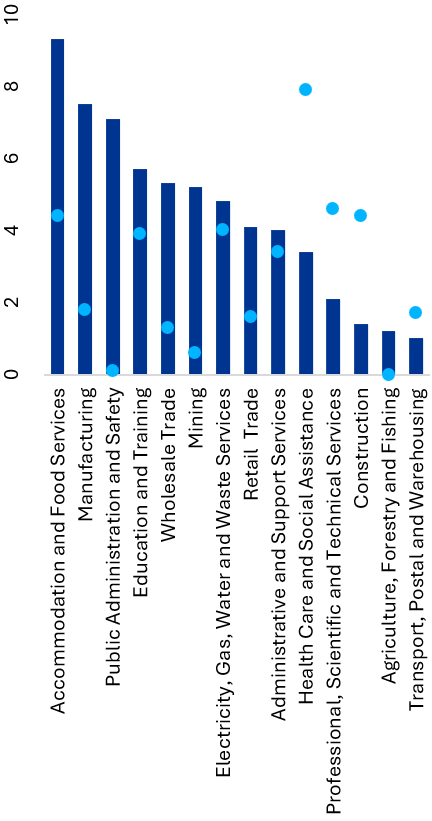 10
8
6
4
2
0
Accommodation and Food Services
Manufacturing
Public Administration and Safety
Education and Training
Wholesale Trade
Mining
Electricity, Gas, Water and Waste Services
Retail Trade
Administrative and Support Services
Health Care and Social Assistance
Professional, Scientific and Technical Services
Construction
Agriculture, Forestry and Fishing
Transport, Postal and Warehousing